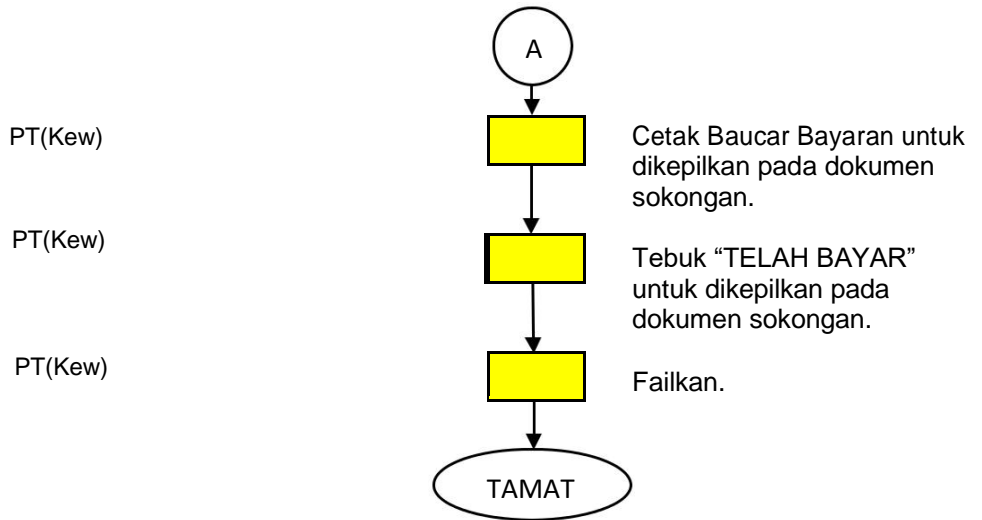 A
PT(Kew)
Cetak Baucar Bayaran untuk
dikepilkan pada dokumen
sokongan.
PT(Kew)
Tebuk “TELAH BAYAR”
untuk dikepilkan pada
dokumen sokongan.
PT(Kew)
Failkan.
TAMAT